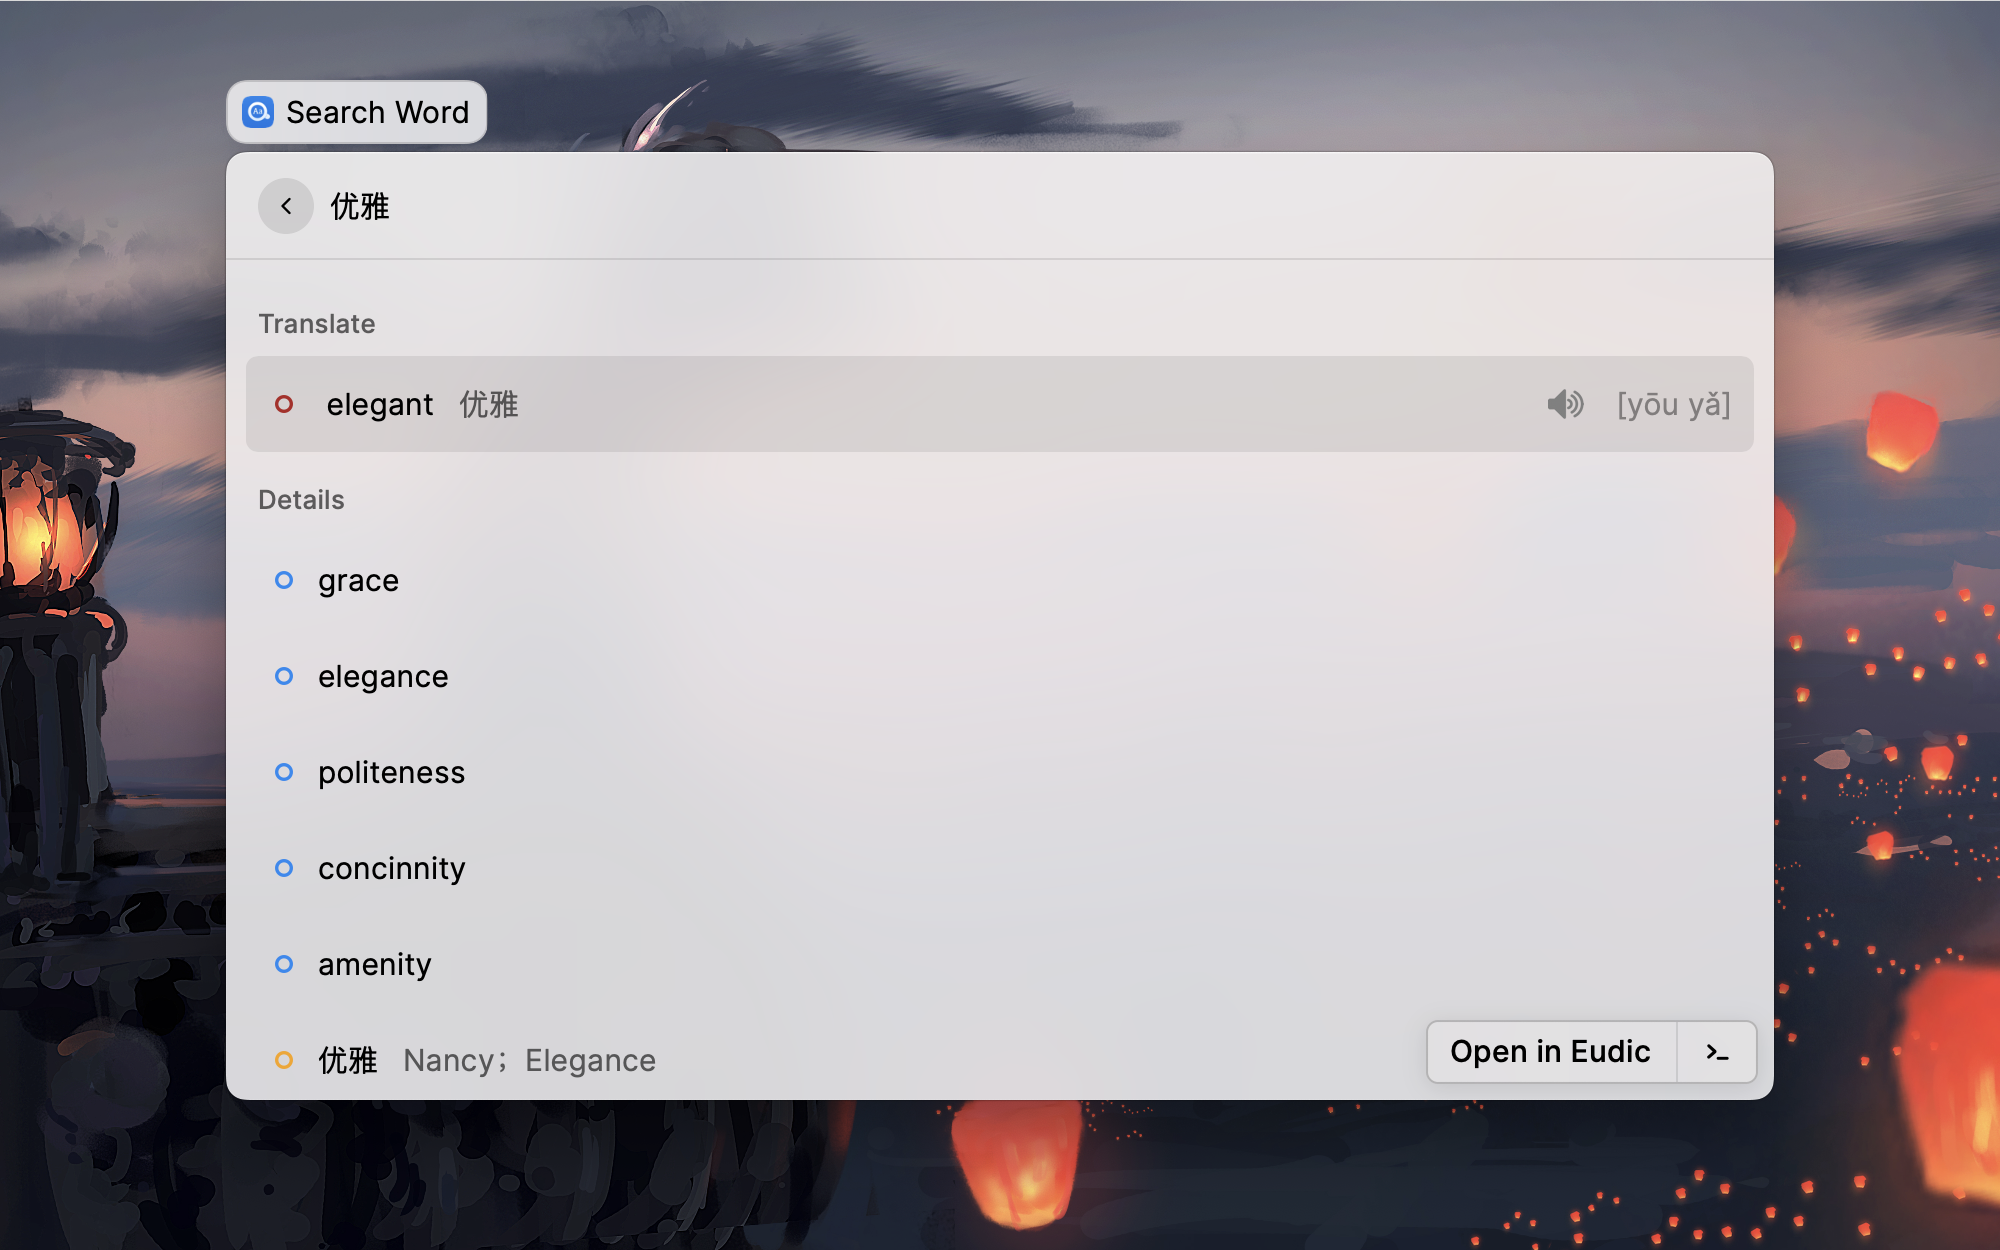 Search Word
优雅
Translate
elegant 优雅 [yōu yǎ]
Details
grace
elegance
politeness
concinnity
amenity
优雅 Nancy；Elegance
Open in Eudic >_